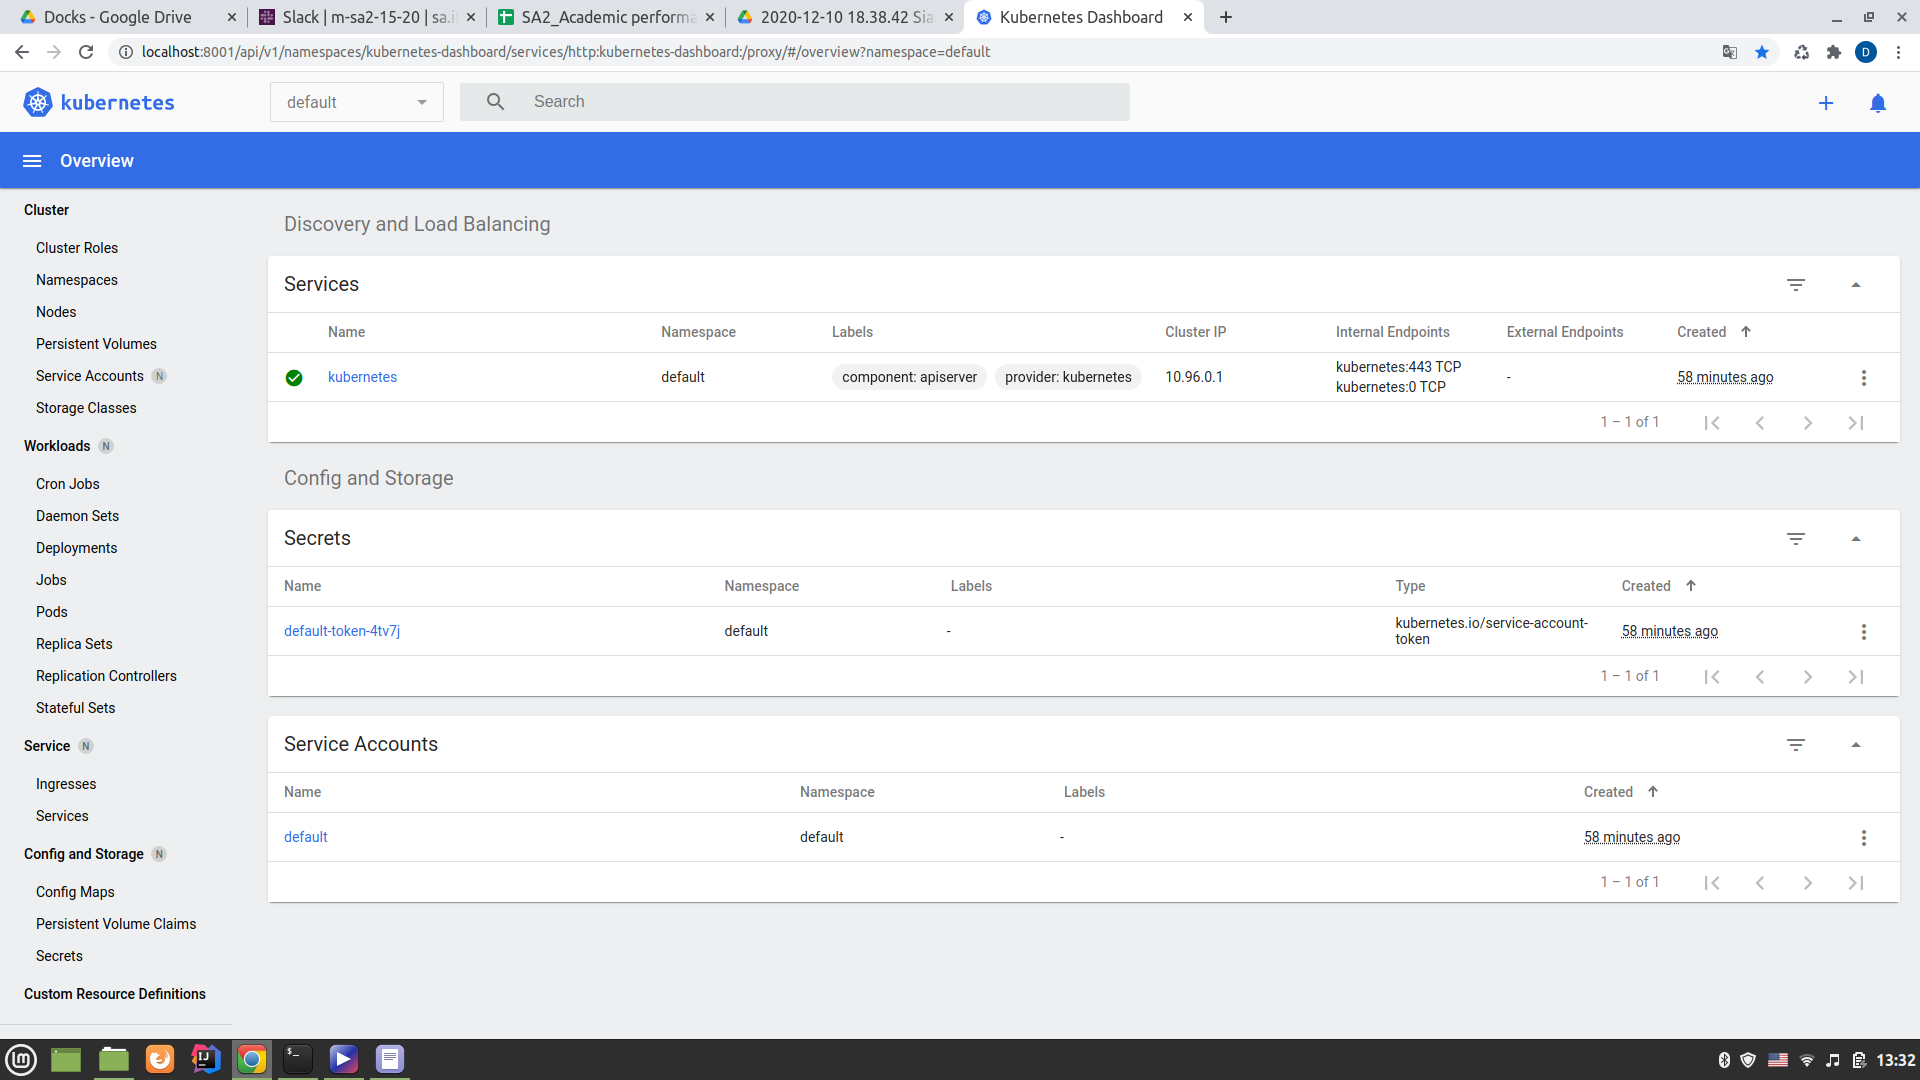 Docks - Google Drive
Slack | m-sa2-15-20 | sa.i
SA2_Academic performa
2020-12-10 18.38.42 Sia
Kubernetes Dashboard
localhost:8001/api/v1/namespaces/kubernetes-dashboard/services/http:kubernetes-dashboard:/proxy/#/overview?namespace=default
D
kubernetes
default
Search
Overview
Cluster
Cluster Roles
Namespaces
Nodes
Persistent Volumes
Service Accounts N
Storage Classes
Workloads N
Cron Jobs
Daemon Sets
Deployments
Jobs
Pods
Replica Sets
Replication Controllers
Stateful Sets
Service N
Ingresses
Services
Config and Storage N
Config Maps
Persistent Volume Claims
Secrets
Custom Resource Definitions
Discovery and Load Balancing
Services
Name Namespace Labels Cluster IP Internal Endpoints External Endpoints Created
kubernetes default component: apiserver provider: kubernetes 10.96.0.1 kubernetes:443 TCP - 58 minutes ago
kubernetes:0 TCP
1 – 1 of 1
Config and Storage
Secrets
Name Namespace Labels Type Created
default-token-4tv7j default - kubernetes.io/service-account- 58 minutes ago
token
1 – 1 of 1
Service Accounts
Name Namespace Labels Created
default default - 58 minutes ago
1 – 1 of 1
13:32